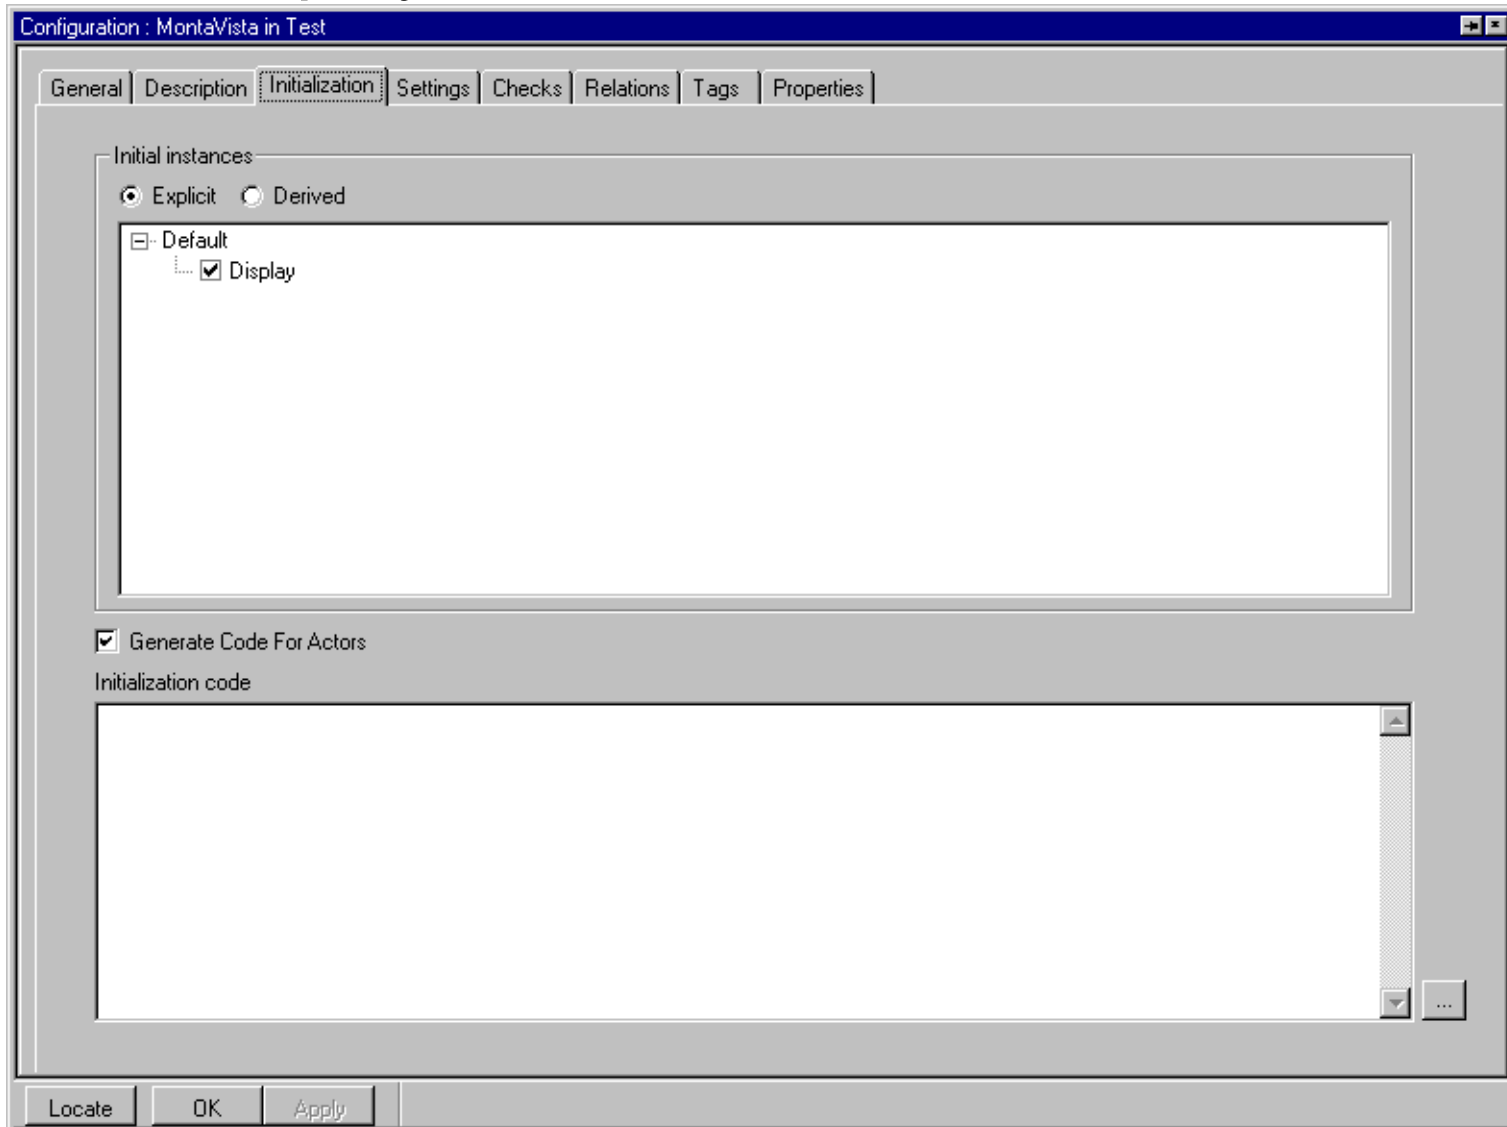 Configuration : MontaVista in Test
General Description Initialization Settings Checks Relations Tags Properties
Initial instances
Explicit Derived
Default
Display
Generate Code For Actors
Initialization code
...
Locate OK Apply